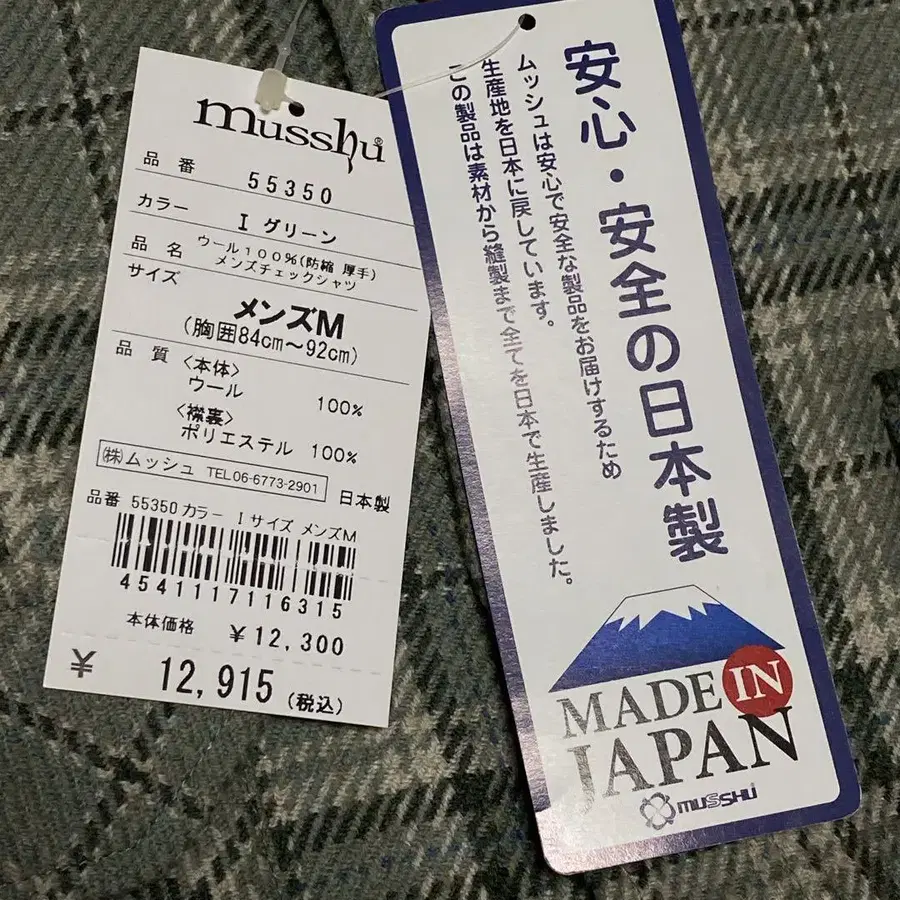 musshu®
品番 55350
カラー I グリーン
品名 ウール100%(防縮 厚手)
メンズチェックシャツ
サイズ
メンズM
(胸囲84cm～92cm)
品質 〈本体〉
ウール 100%
〈襟裏〉
ポリエステル 100%
㈱ムッシュ TEL06-6773-2901 日本製
品番 55350 カラー I サイズ メンズM
4541117116315
本体価格 ¥12,300
¥ 12,915 (税込)
安心・安全の日本製
ムッシュは安心で安全な製品をお届けするため
生産地を日本に戻しています。
この製品は素材から縫製まで全てを日本で生産しました。
MADE IN
JAPAN
musshu